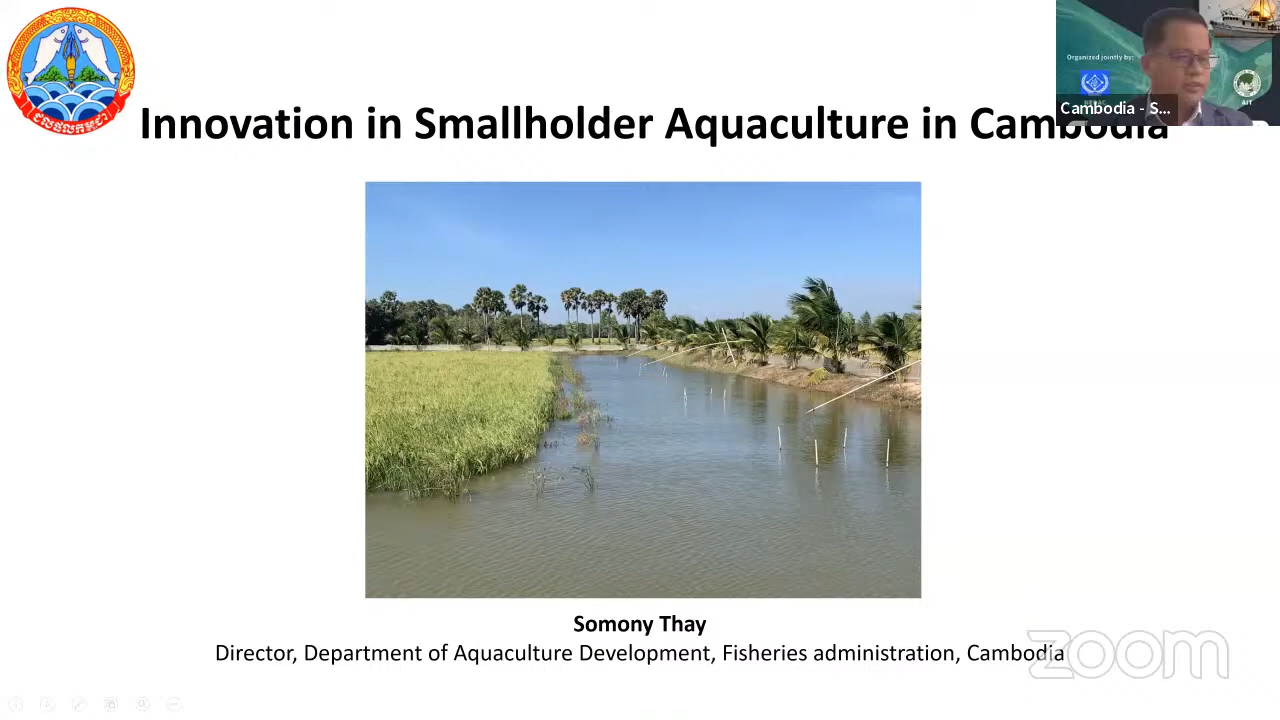 Organized jointly by:
AIT
Cambodia - S...
Innovation in Smallholder Aquaculture in Cambodia
Somony Thay
Director, Department of Aquaculture Development, Fisheries administration, Cambodia
zoom